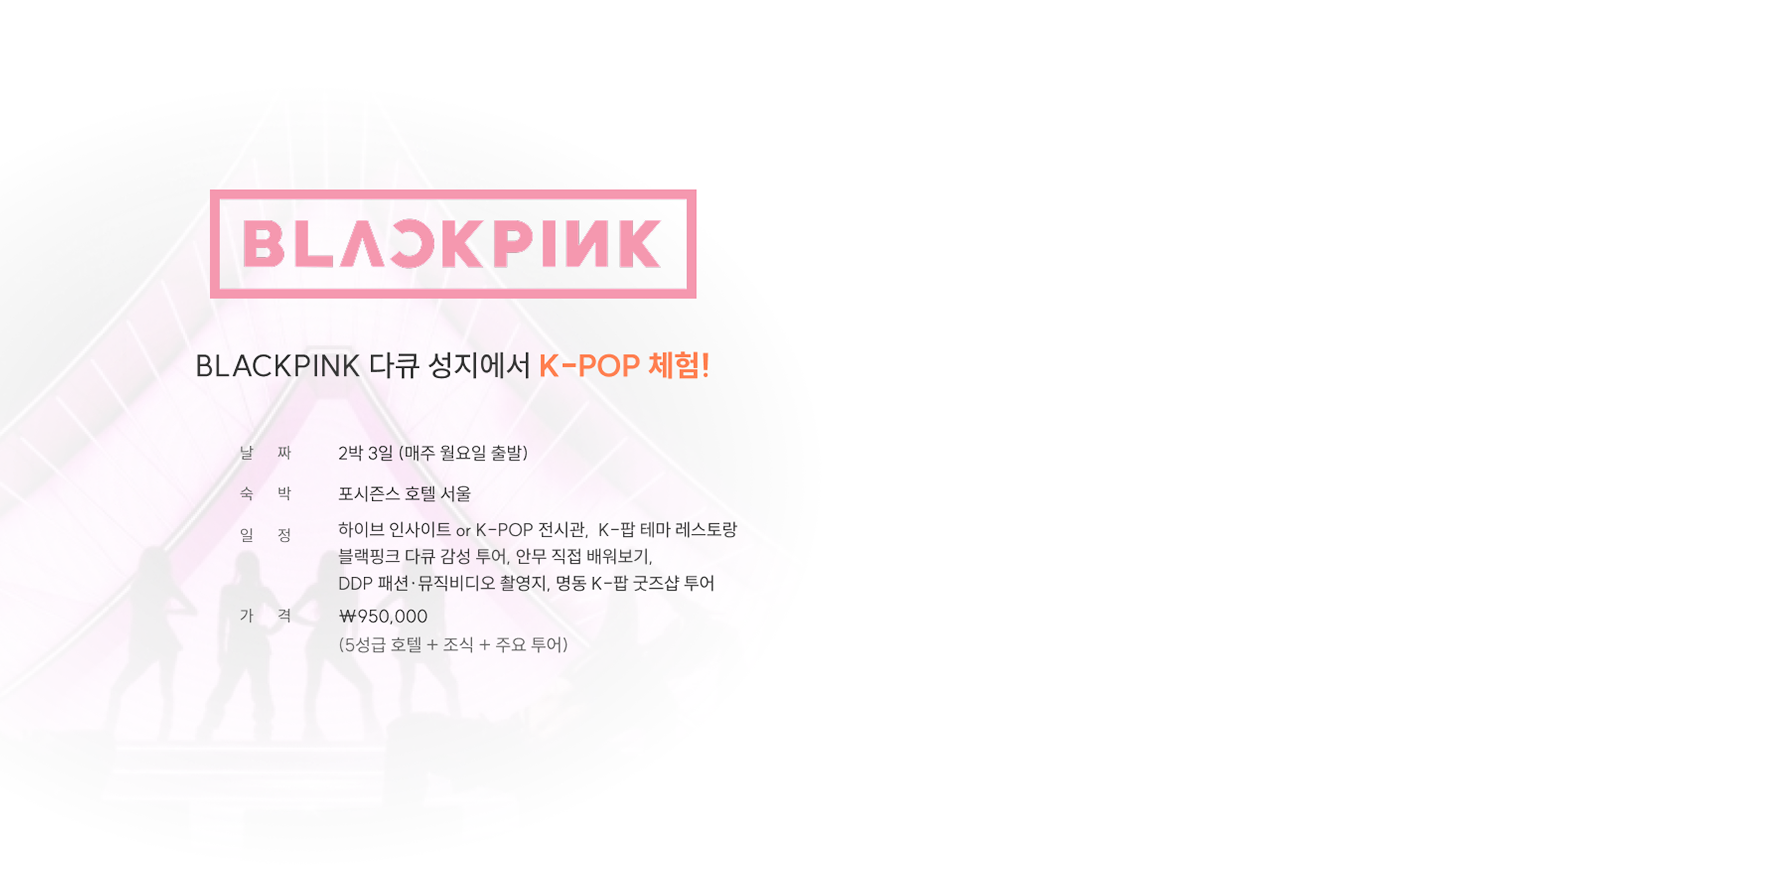 BLACKPINK
BLACKPINK 다큐 성지에서 K-POP 체험!
날 짜 2박 3일 (매주 월요일 출발)
숙 박 포시즌스 호텔 서울
일 정 하이브 인사이트 or K-POP 전시관, K-팝 테마 레스토랑
블랙핑크 다큐 감성 투어, 안무 직접 배워보기,
DDP 패션·뮤직비디오 촬영지, 명동 K-팝 굿즈샵 투어
가 격 ₩950,000
(5성급 호텔 + 조식 + 주요 투어)